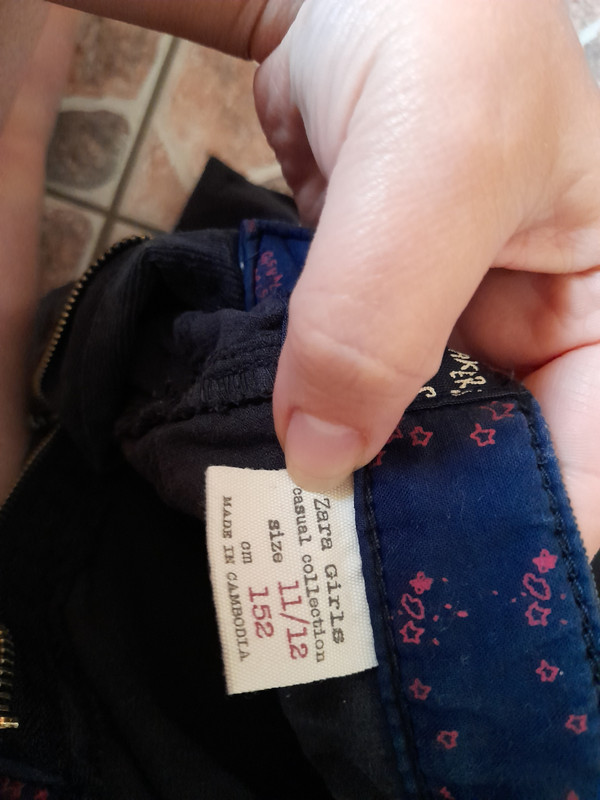 Zara Girls
casual collection
size 11/12
cm 152
MADE IN CAMBODIA